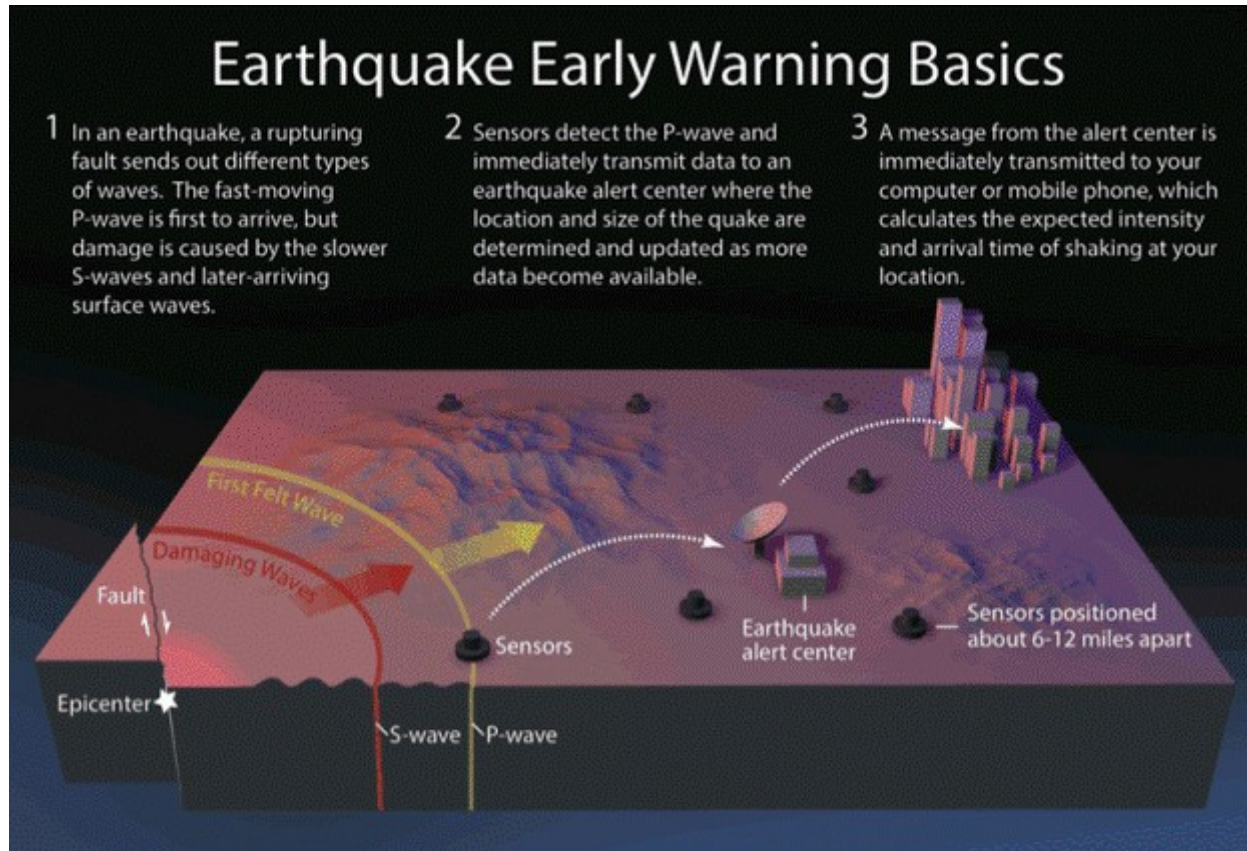 Earthquake Early Warning Basics
1 In an earthquake, a rupturing
fault sends out different types
of waves. The fast-moving
P-wave is first to arrive, but
damage is caused by the slower
S-waves and later-arriving
surface waves.
2 Sensors detect the P-wave and
immediately transmit data to an
earthquake alert center where the
location and size of the quake are
determined and updated as more
data become available.
3 A message from the alert center is
immediately transmitted to your
computer or mobile phone, which
calculates the expected intensity
and arrival time of shaking at your
location.
First Felt Wave
Damaging Waves
Fault
Sensors
Earthquake
alert center
Sensors positioned
about 6-12 miles apart
Epicenter
S-wave
P-wave